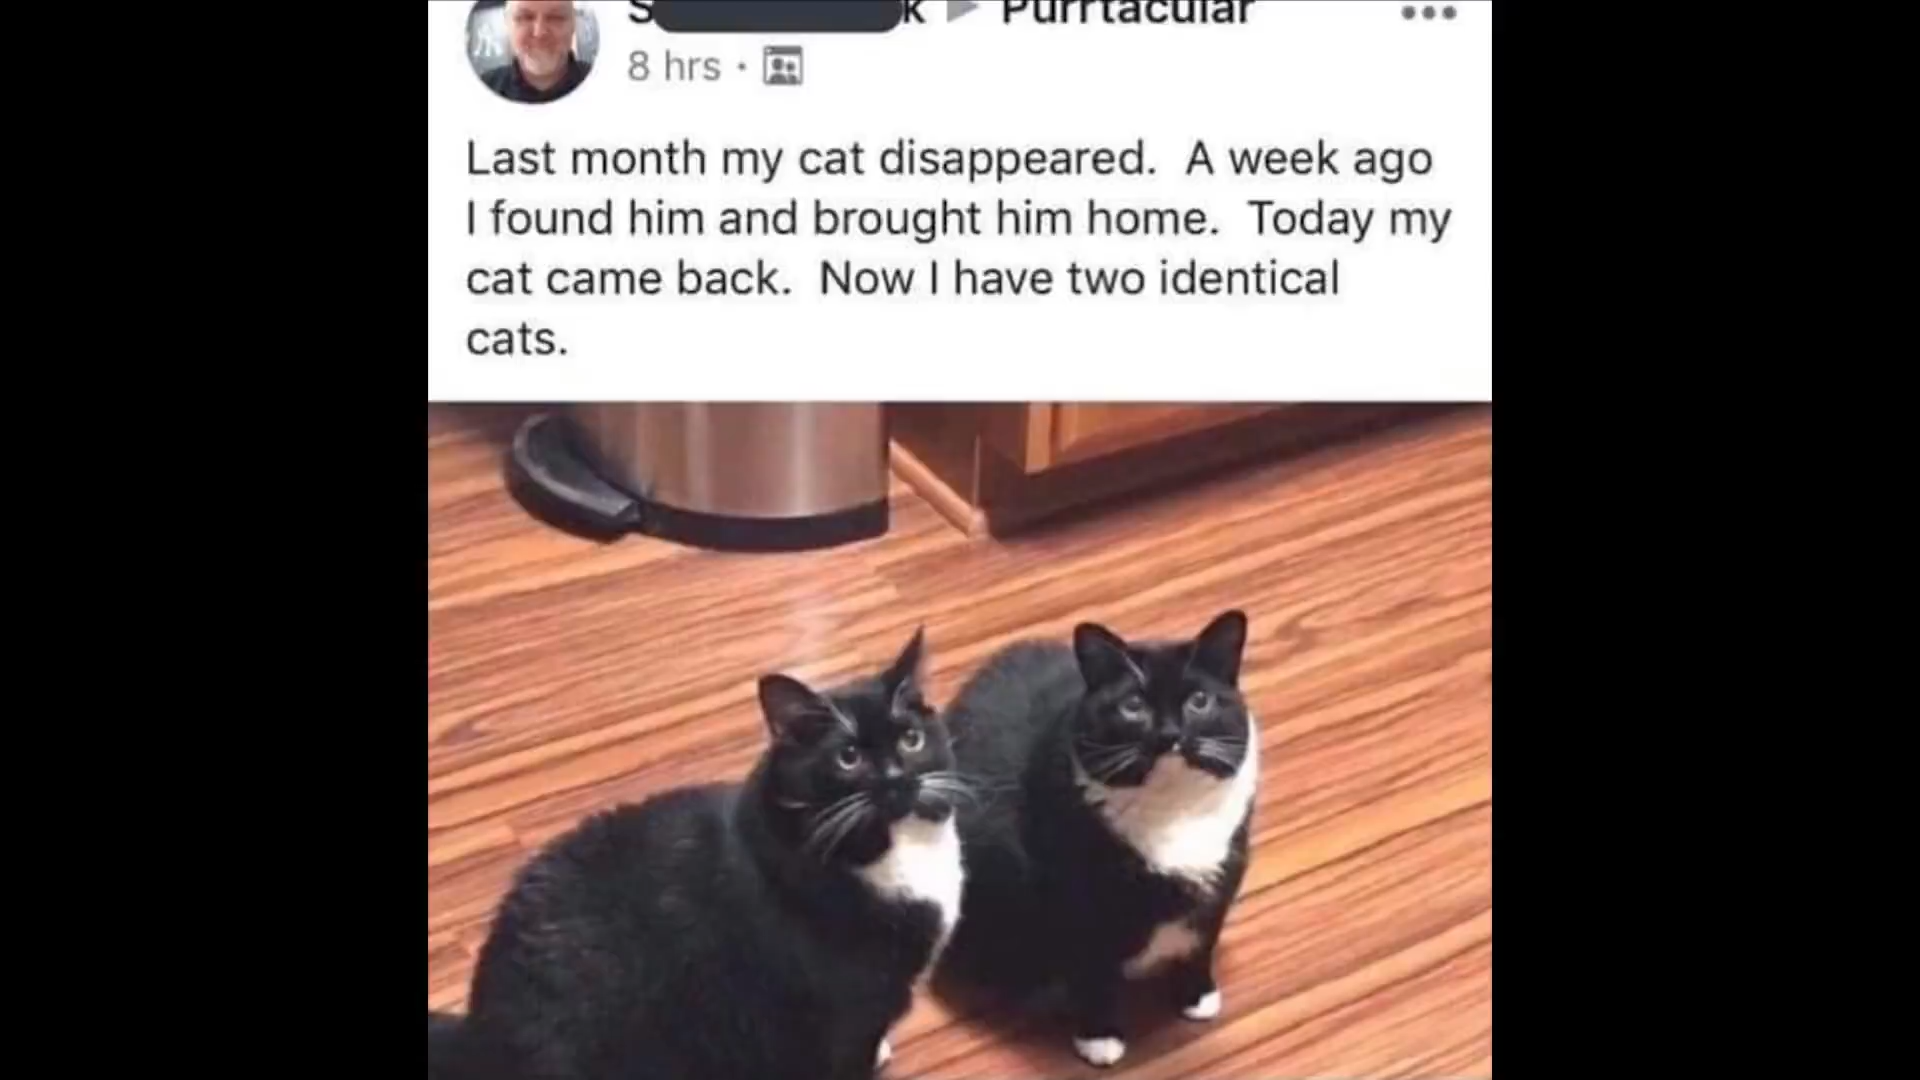 Purrtacular
8 hrs
Last month my cat disappeared. A week ago
I found him and brought him home. Today my
cat came back. Now I have two identical
cats.